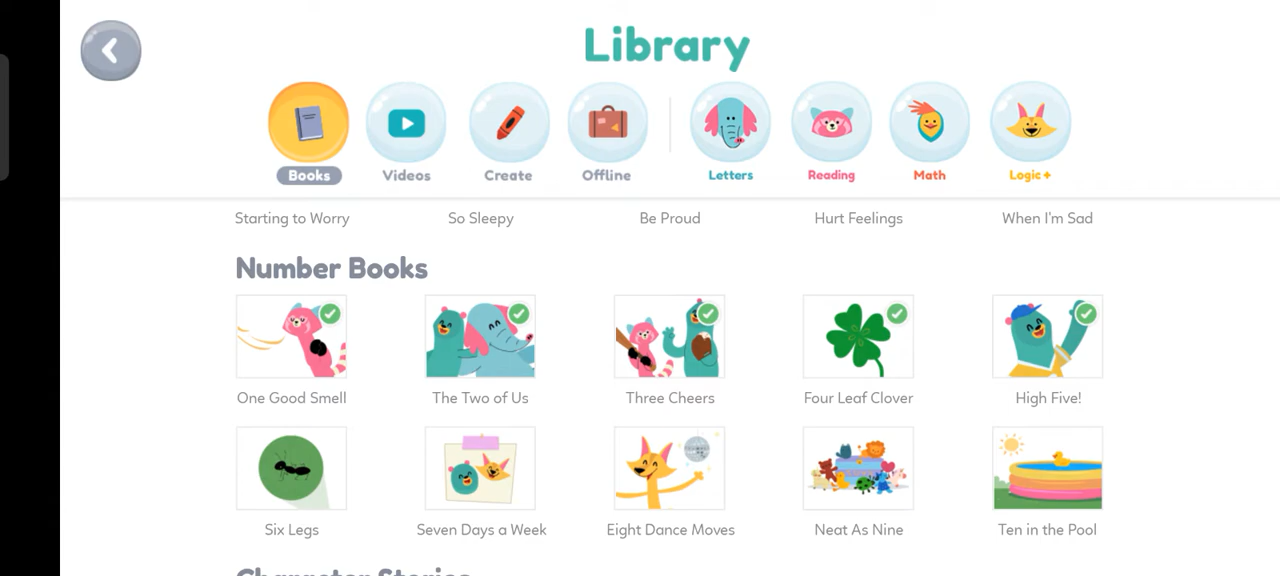 Library
Books Videos Create Offline Letters Reading Math Logic +
Starting to Worry So Sleepy Be Proud Hurt Feelings When I'm Sad
Number Books
One Good Smell The Two of Us Three Cheers Four Leaf Clover High Five!
Six Legs Seven Days a Week Eight Dance Moves Neat As Nine Ten in the Pool
Character Stories